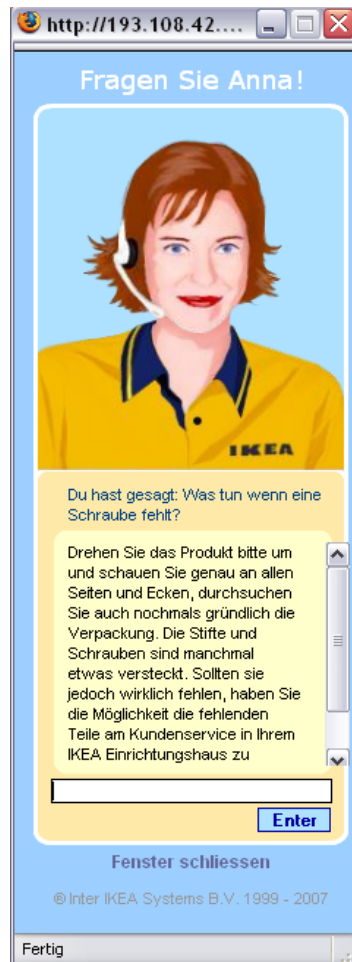 http://193.108.42....
Fragen Sie Anna!
IKEA
Du hast gesagt: Was tun wenn eine
Schraube fehlt?
Drehen Sie das Produkt bitte um
und schauen Sie genau an allen
Seiten und Ecken, durchsuchen
Sie auch nochmals gründlich die
Verpackung. Die Stifte und
Schrauben sind manchmal
etwas versteckt. Sollten sie
jedoch wirklich fehlen, haben Sie
die Möglichkeit die fehlenden
Teile am Kundenservice in Ihrem
IKEA Einrichtungshaus zu
Enter
Fenster schliessen
© Inter IKEA Systems B.V. 1999 - 2007
Fertig